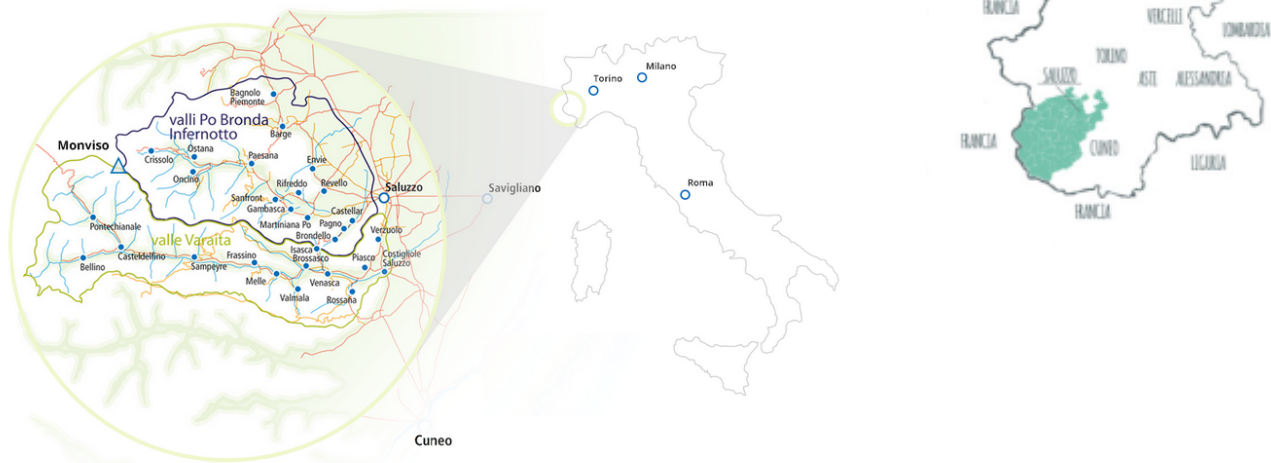 Bagnolo
Piemonte
valli Po Bronda
Infernotto
Barge
Monviso
Ostana
Crissolo
Paesana
Oncino
Envie
Rifreddo
Revello
Sanfront
Gambasca
Saluzzo
Savigliano
Castellar
Martiniana Po
Pagno
Brondello
Verzuolo
Pontechianale
valle Varaita
Isasca
Brossasco
Casteldelfino
Frassino
Piasco
Costigliole
Saluzzo
Bellino
Sampeyre
Melle
Venasca
Valmala
Rossana
Cuneo
Torino
Milano
Roma
FRANCIA
VERCELLI
LOMBARDIA
TORINO
SALUZZO
ASTI
ALESSANDRIA
FRANCIA
CUNEO
LIGURIA
FRANCIA